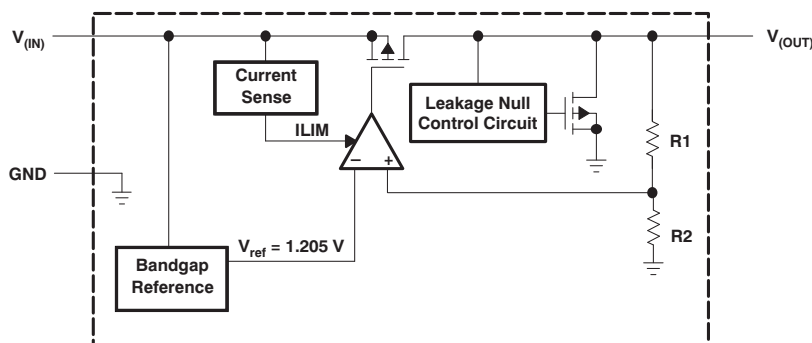 V(IN)
V(OUT)
Current
Sense
Leakage Null
Control Circuit
ILIM
R1
– +
GND
R2
Vref = 1.205 V
Bandgap
Reference